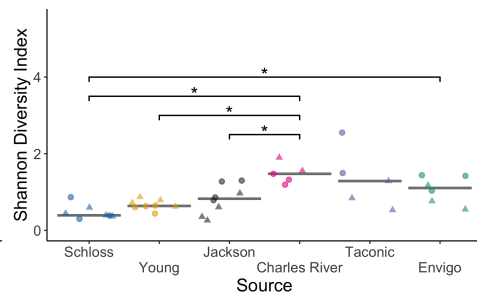 Shannon Diversity Index
4
2
0
*
*
*
*
Schloss
Young
Jackson
Charles River
Taconic
Envigo
Source